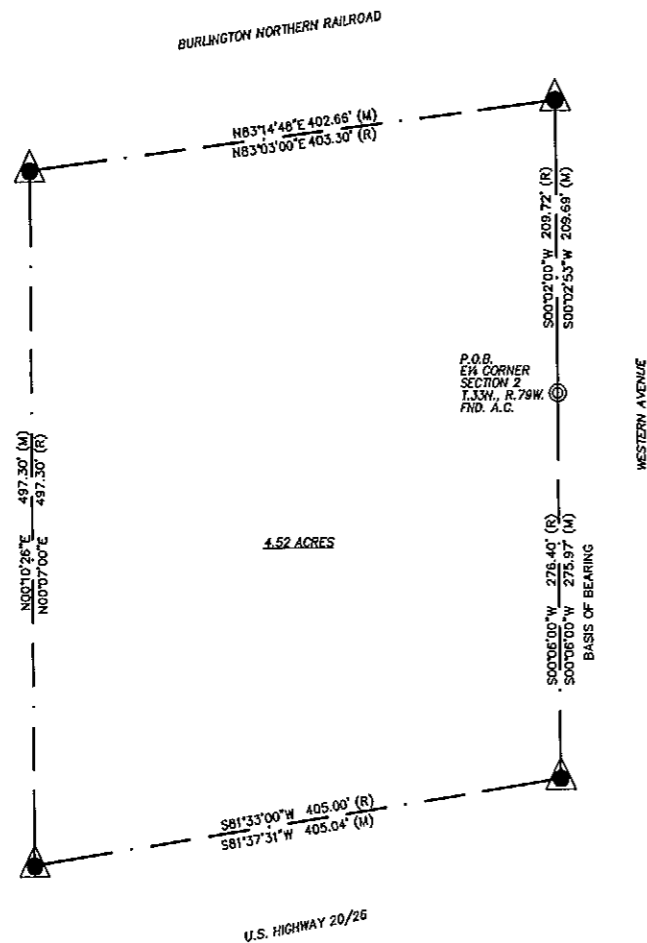 BURLINGTON NORTHERN RAILROAD
N83°14'48"E 402.66' (M)
N83°03'00"E 403.30' (R)
S00°02'00"W 209.72' (R)
S00°02'53"W 209.69' (M)
P.O.B.
E¼ CORNER
SECTION 2
T.33N., R.79W.
FND. A.C.
WESTERN AVENUE
N00°10'26"E 497.30' (M)
N00°07'00"E 497.30' (R)
4.52 ACRES
S00°06'00"W 276.40' (R)
S00°06'00"W 275.97' (M)
BASIS OF BEARING
S81°33'00"W 405.00' (R)
S81°37'31"W 405.04' (M)
U.S. HIGHWAY 20/26